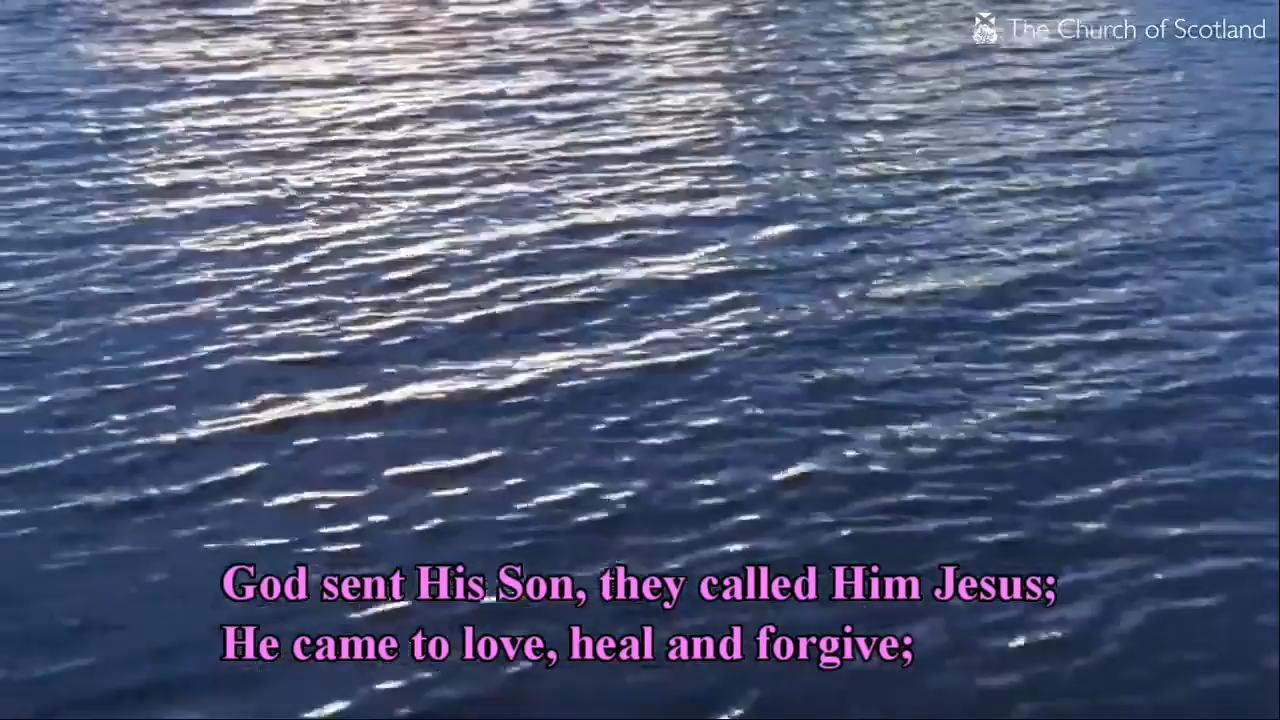 The Church of Scotland
God sent His Son, they called Him Jesus;
He came to love, heal and forgive;